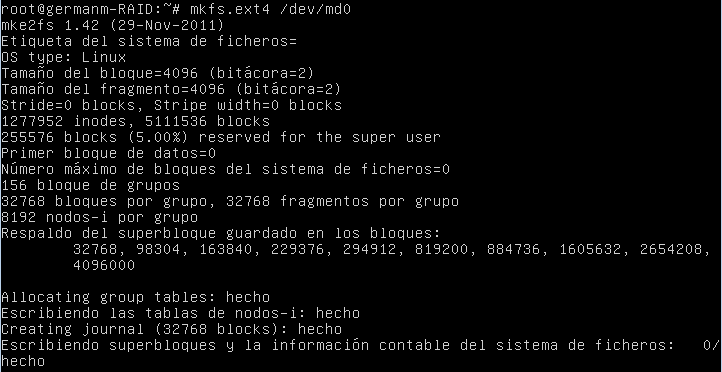 root@germanm-RAID:~# mkfs.ext4 /dev/md0
mke2fs 1.42 (29-Nov-2011)
Etiqueta del sistema de ficheros=
OS type: Linux
Tamaño del bloque=4096 (bitácora=2)
Tamaño del fragmento=4096 (bitácora=2)
Stride=0 blocks, Stripe width=0 blocks
1277952 inodes, 5111536 blocks
255576 blocks (5.00%) reserved for the super user
Primer bloque de datos=0
Número máximo de bloques del sistema de ficheros=0
156 bloque de grupos
32768 bloques por grupo, 32768 fragmentos por grupo
8192 nodos-i por grupo
Respaldo del superbloque guardado en los bloques:
32768, 98304, 163840, 229376, 294912, 819200, 884736, 1605632, 2654208,
4096000
Allocating group tables: hecho
Escribiendo las tablas de nodos-i: hecho
Creating journal (32768 blocks): hecho
Escribiendo superbloques y la información contable del sistema de ficheros: 0/
hecho